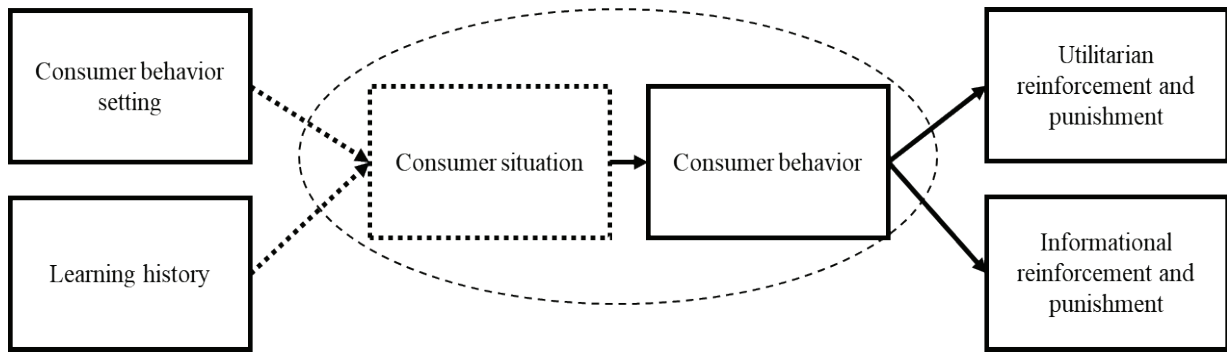 Consumer behavior
setting
Learning history
Consumer situation
Consumer behavior
Utilitarian
reinforcement and
punishment
Informational
reinforcement and
punishment